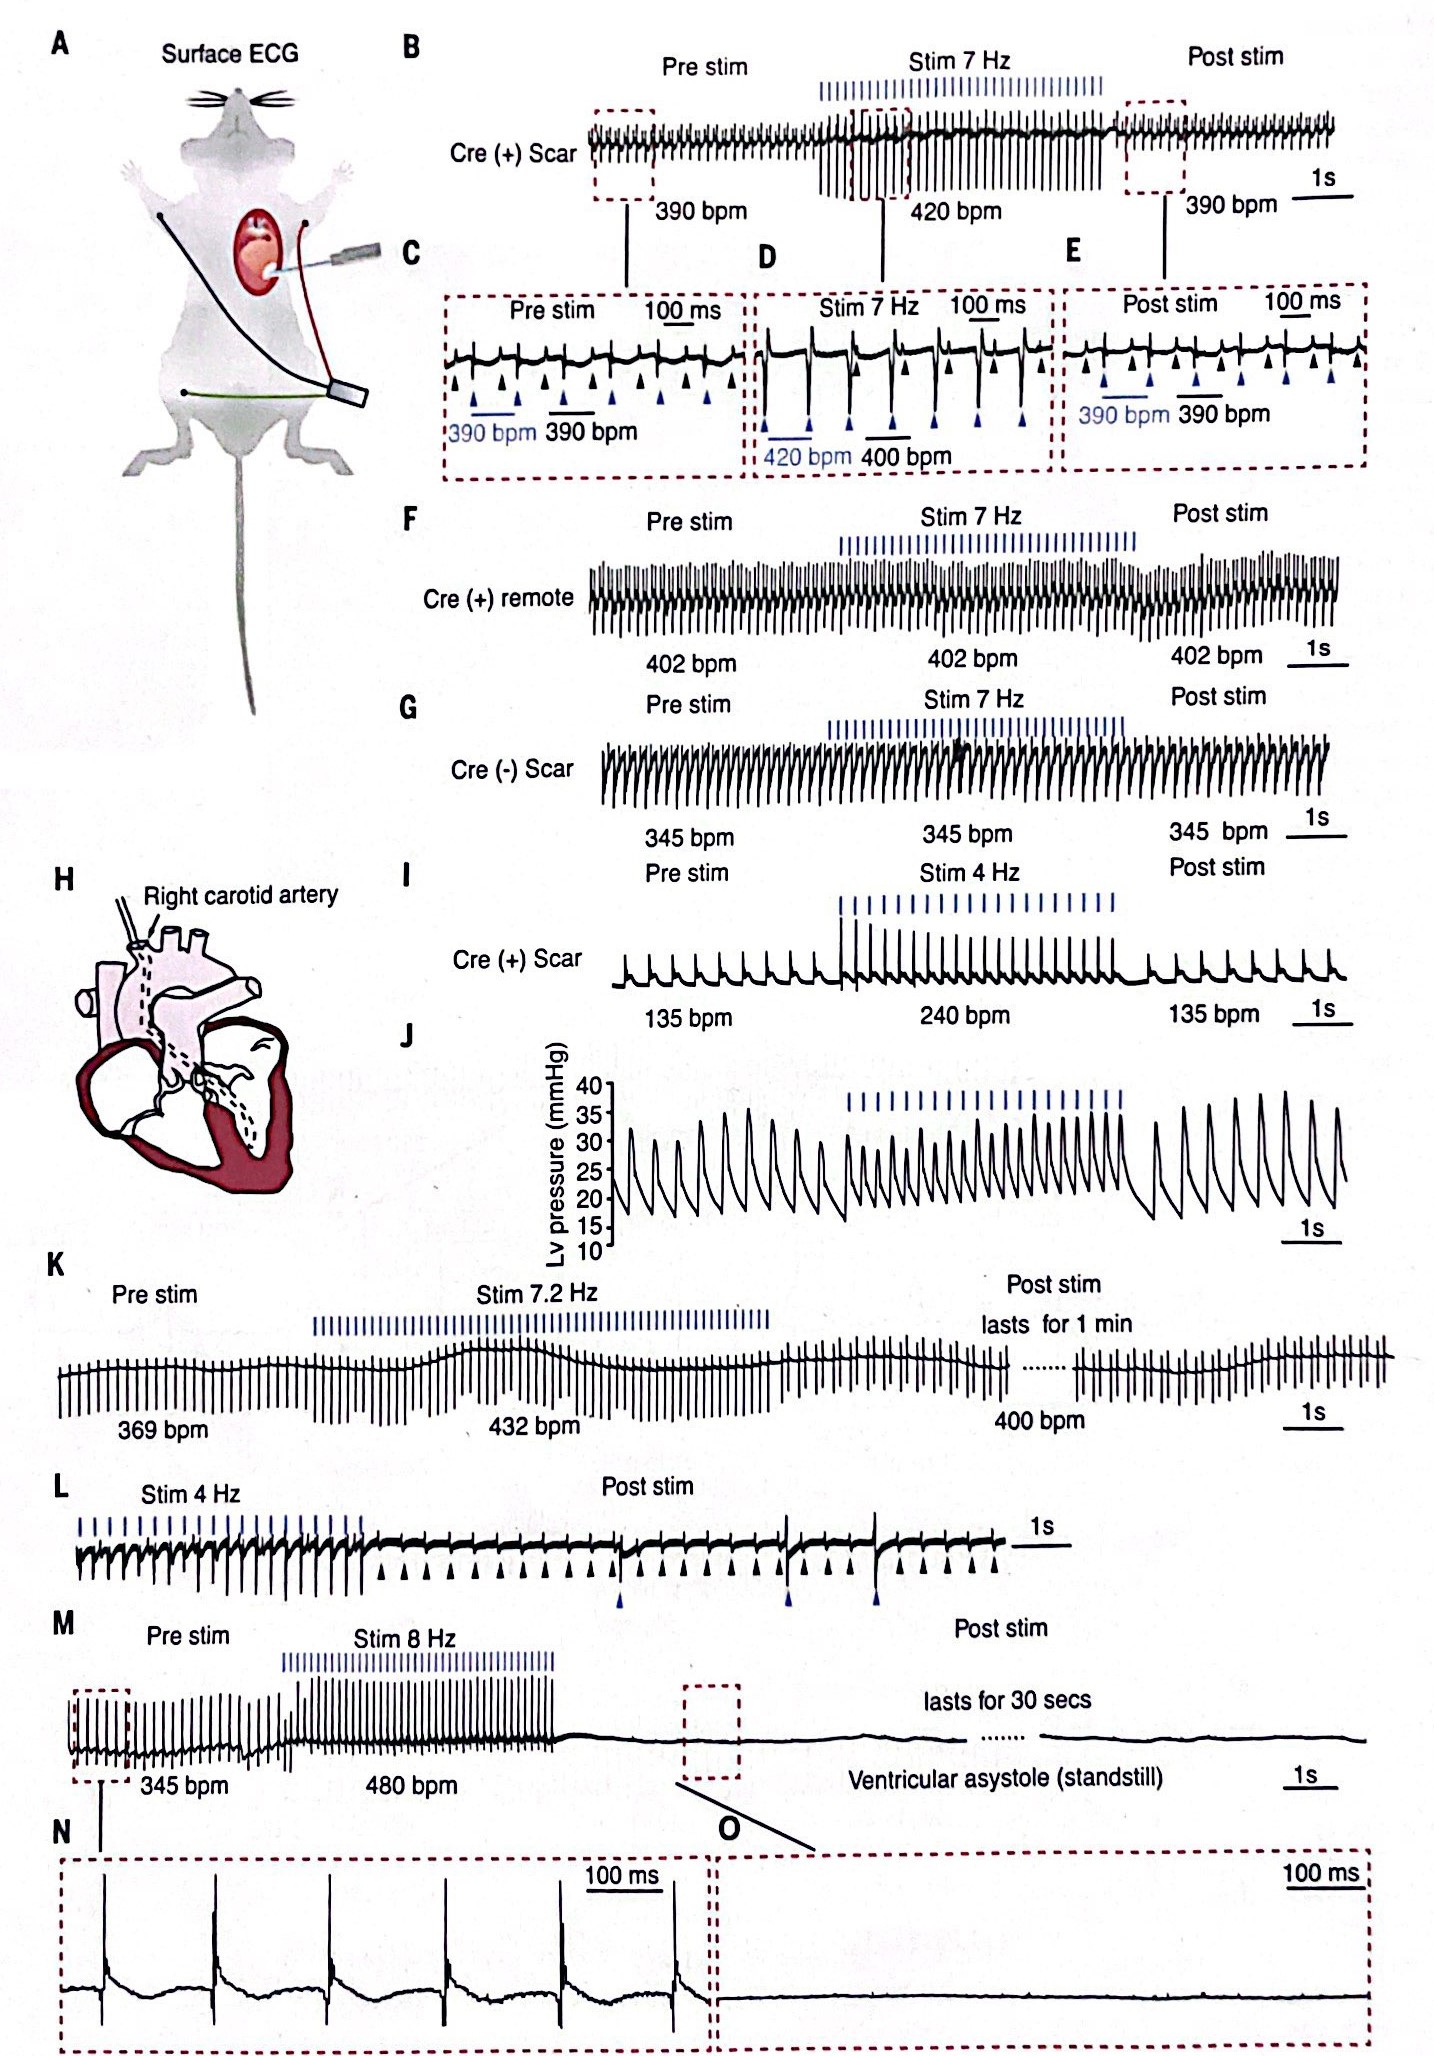 A
Surface ECG
B
Pre stim
Stim 7 Hz
Post stim
Cre (+) Scar
390 bpm
420 bpm
390 bpm
1s
C
D
E
Pre stim
100 ms
Stim 7 Hz
100 ms
Post stim
100 ms
390 bpm
390 bpm
420 bpm
400 bpm
390 bpm
390 bpm
F
Pre stim
Stim 7 Hz
Post stim
Cre (+) remote
402 bpm
402 bpm
402 bpm
1s
G
Pre stim
Stim 7 Hz
Post stim
Cre (-) Scar
345 bpm
345 bpm
345 bpm
1s
H
Right carotid artery
I
Pre stim
Stim 4 Hz
Post stim
Cre (+) Scar
135 bpm
240 bpm
135 bpm
1s
J
Lv pressure (mmHg)
40
35
30
25
20
15
10
1s
K
Pre stim
Stim 7.2 Hz
Post stim
lasts for 1 min
369 bpm
432 bpm
400 bpm
1s
L
Stim 4 Hz
Post stim
1s
M
Pre stim
Stim 8 Hz
Post stim
lasts for 30 secs
345 bpm
480 bpm
Ventricular asystole (standstill)
1s
N
O
100 ms
100 ms